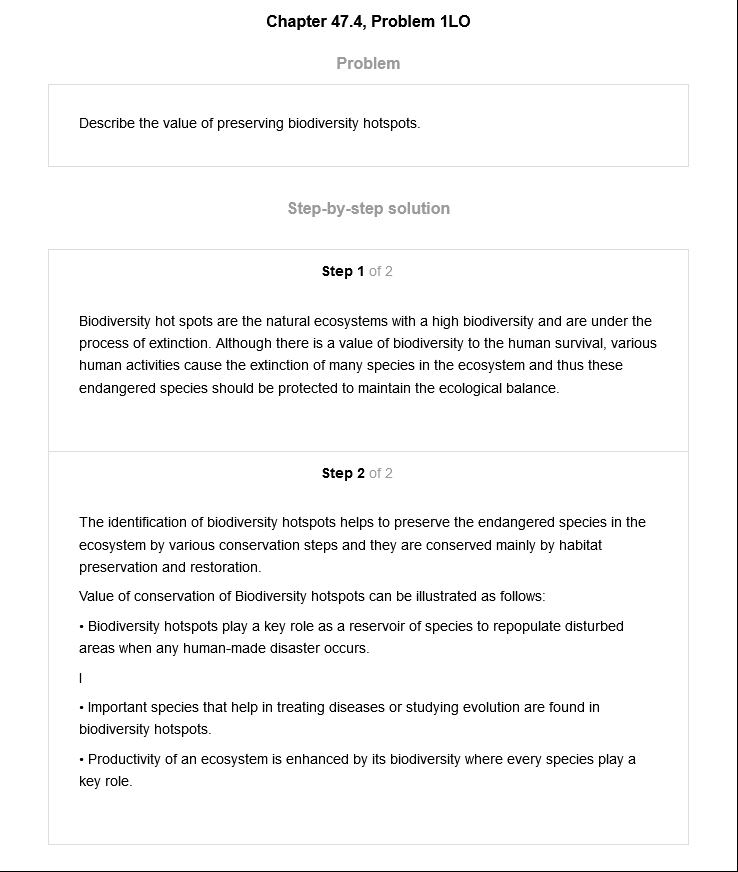 Chapter 47.4, Problem 1LO
Problem
Describe the value of preserving biodiversity hotspots.
Step-by-step solution
Step 1 of 2
Biodiversity hot spots are the natural ecosystems with a high biodiversity and are under the
process of extinction. Although there is a value of biodiversity to the human survival, various
human activities cause the extinction of many species in the ecosystem and thus these
endangered species should be protected to maintain the ecological balance.
Step 2 of 2
The identification of biodiversity hotspots helps to preserve the endangered species in the
ecosystem by various conservation steps and they are conserved mainly by habitat
preservation and restoration.
Value of conservation of Biodiversity hotspots can be illustrated as follows:
• Biodiversity hotspots play a key role as a reservoir of species to repopulate disturbed
areas when any human-made disaster occurs.
l
• Important species that help in treating diseases or studying evolution are found in
biodiversity hotspots.
• Productivity of an ecosystem is enhanced by its biodiversity where every species play a
key role.